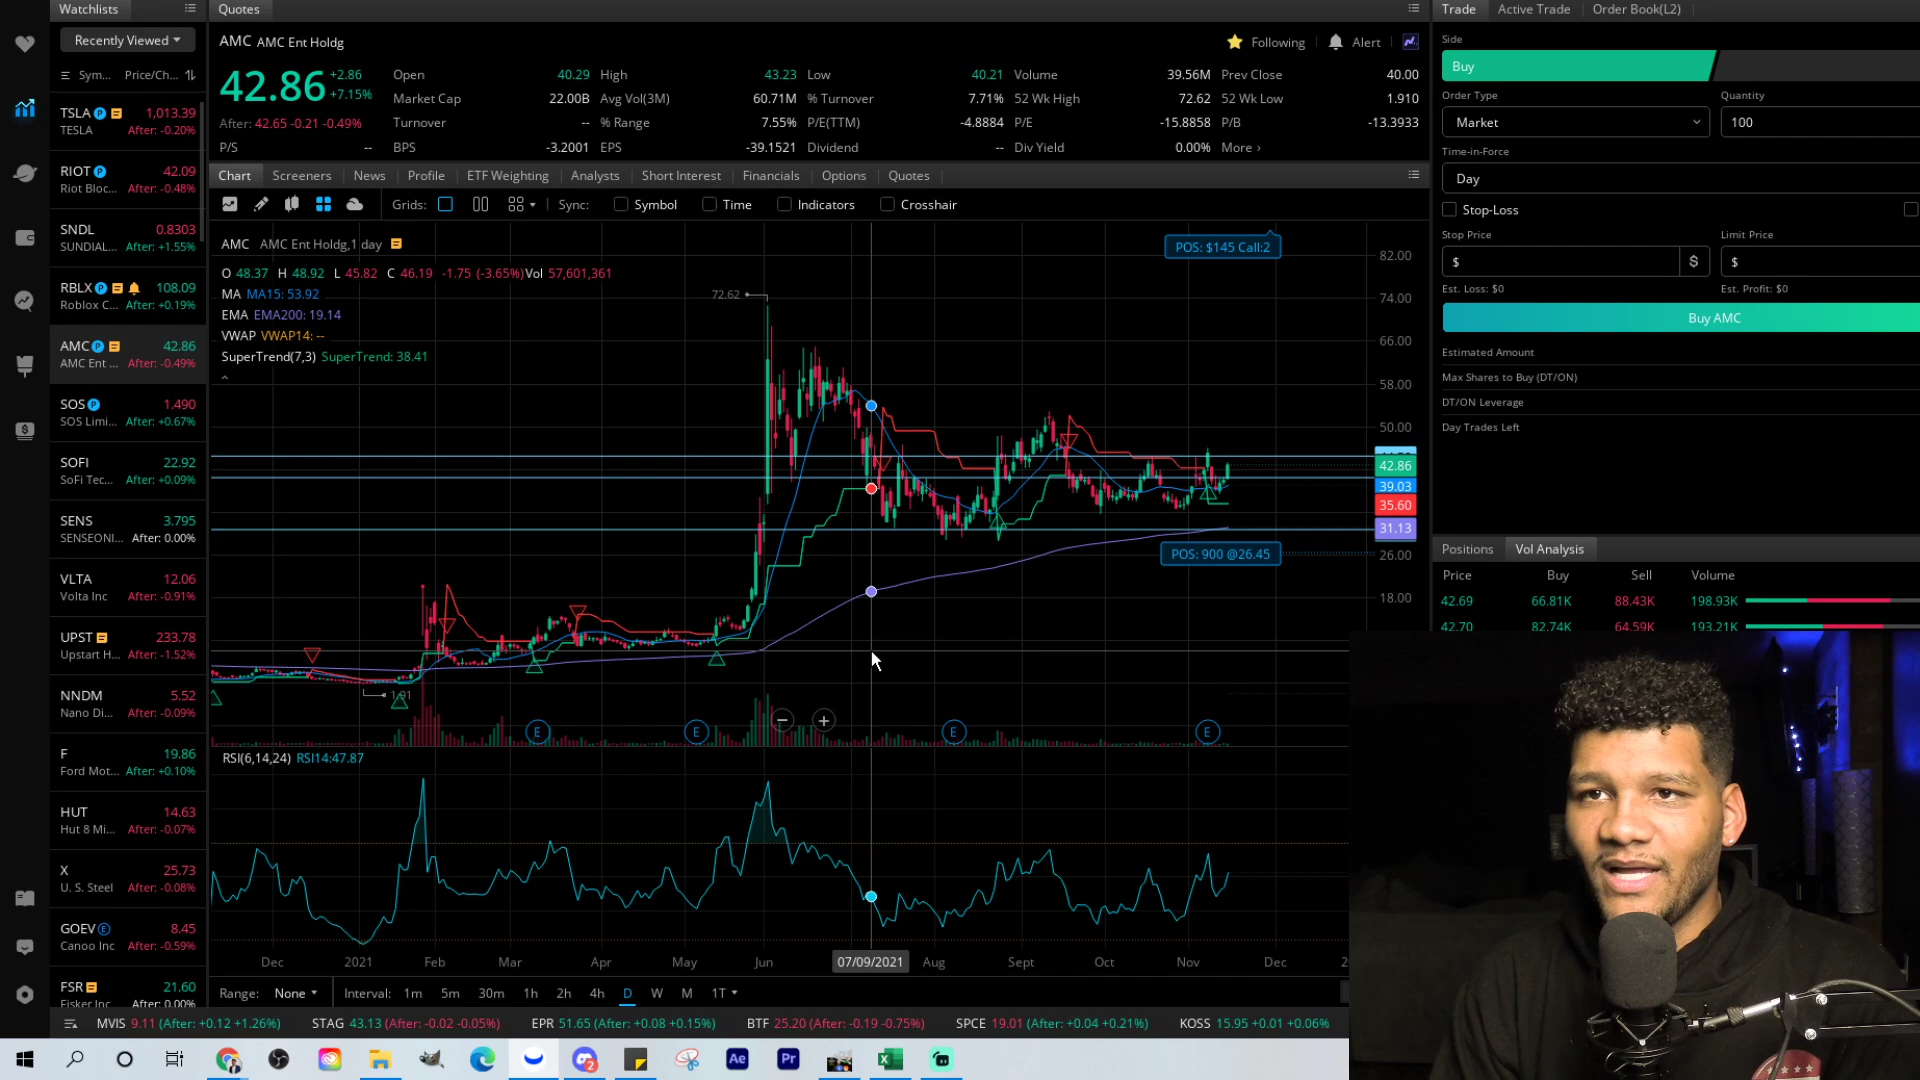 Watchlists
Quotes
Trade Active Trade Order Book(L2)
Recently Viewed
Sym... Price/Ch...
TSLA 1,013.39
TESLA After: -0.20%
RIOT 42.09
Riot Bloc... After: -0.48%
SNDL 0.8303
SUNDIAL... After: +1.55%
RBLX 108.09
Roblox C... After: +0.19%
AMC 42.86
AMC Ent ... After: -0.49%
SOS 1.490
SOS Limi... After: +0.67%
SOFI 22.92
SoFi Tec... After: +0.09%
SENS 3.795
SENSEONI... After: 0.00%
VLTA 12.06
Volta Inc After: -0.91%
UPST 233.78
Upstart H... After: -1.52%
NNDM 5.52
Nano Di... After: -0.09%
F 19.86
Ford Mot... After: +0.10%
HUT 14.63
Hut 8 Mi... After: -0.07%
X 25.73
U. S. Steel After: -0.08%
GOEV E 8.45
Canoo Inc After: -0.59%
FSR 21.60
Fisker Inc After: 0.00%
AMC AMC Ent Holdg
Following Alert
42.86 +2.86
+7.15%
After: 42.65 -0.21 -0.49%
Open 40.29 High 43.23 Low 40.21 Volume 39.56M Prev Close 40.00
Market Cap 22.00B Avg Vol(3M) 60.71M % Turnover 7.71% 52 Wk High 72.62 52 Wk Low 1.910
Turnover -- % Range 7.55% P/E(TTM) -4.8884 P/E -15.8858 P/B -13.3933
P/S -- BPS -3.2001 EPS -39.1521 Dividend -- Div Yield 0.00% More ›
Chart Screeners News Profile ETF Weighting Analysts Short Interest Financials Options Quotes
Grids: Sync: Symbol Time Indicators Crosshair
AMC AMC Ent Holdg,1 day
O 48.37 H 48.92 L 45.82 C 46.19 -1.75 (-3.65%) Vol 57,601,361
MA MA15: 53.92
EMA EMA200: 19.14
VWAP VWAP14: --
SuperTrend(7,3) SuperTrend: 38.41
72.62
POS: $145 Call:2
POS: 900 @26.45
1.91
82.00
74.00
66.00
58.00
50.00
42.86
39.03
35.60
31.13
26.00
18.00
E E E E
RSI(6,14,24) RSI14:47.87
Dec 2021 Feb Mar Apr May Jun 07/09/2021 Aug Sept Oct Nov Dec
Range: None Interval: 1m 5m 30m 1h 2h 4h D W M 1T
MVIS 9.11 (After: +0.12 +1.26%) STAG 43.13 (After: -0.02 -0.05%) EPR 51.65 (After: +0.08 +0.15%) BTF 25.20 (After: -0.19 -0.75%) SPCE 19.01 (After: +0.04 +0.21%) KOSS 15.95 +0.01 +0.06%
Side
Buy
Order Type Quantity
Market 100
Time-in-Force
Day
Stop-Loss
Stop Price Limit Price
$ $ $
Est. Loss: $0 Est. Profit: $0
Buy AMC
Estimated Amount
Max Shares to Buy (DT/ON)
DT/ON Leverage
Day Trades Left
Positions Vol Analysis
Price Buy Sell Volume
42.69 66.81K 88.43K 198.93K
42.70 82.74K 64.59K 193.21K
2
Ae Pr